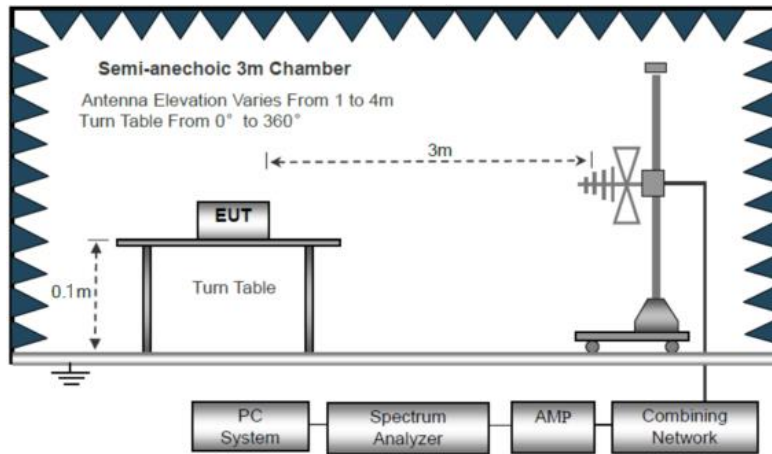 Semi-anechoic 3m Chamber
Antenna Elevation Varies From 1 to 4m
Turn Table From 0° to 360°
3m
EUT
0.1m
Turn Table
PC
System
Spectrum
Analyzer
AMP
Combining
Network